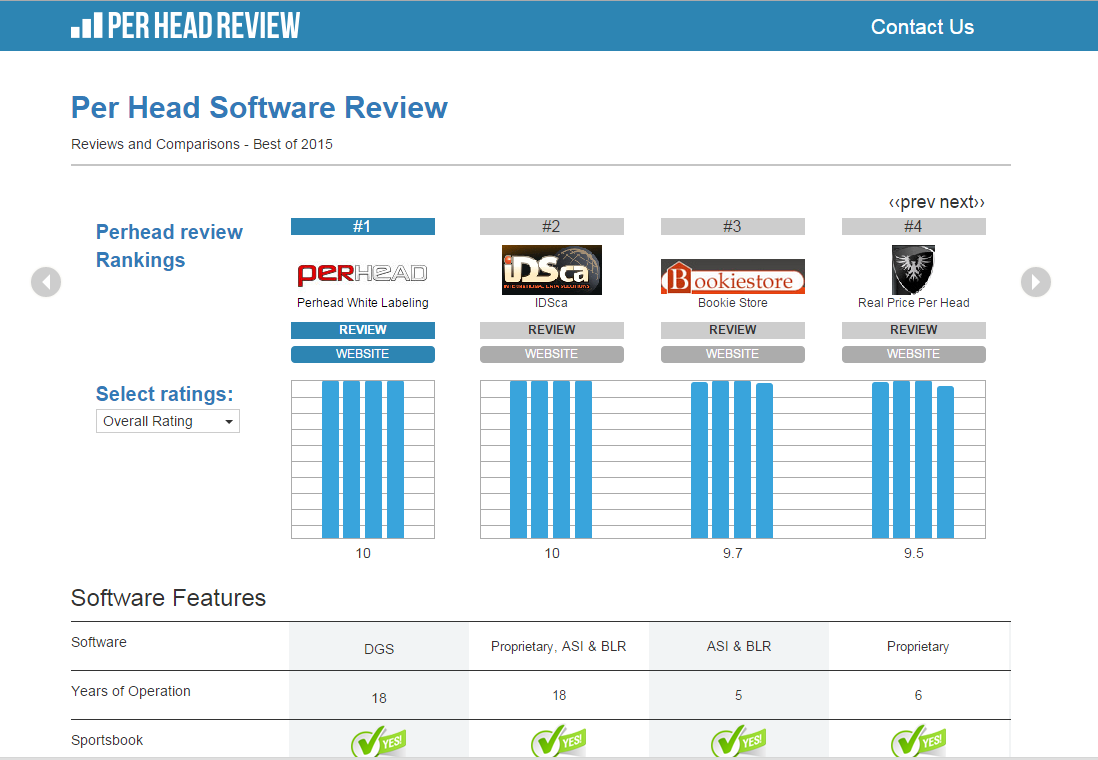 PER HEAD REVIEW
Contact Us
Per Head Software Review
Reviews and Comparisons - Best of 2015
‹‹prev next››
Perhead review
Rankings
#1 #2 #3 #4
PERHEAD iDSca Bookiestore
INTERNATIONAL DATA SOLUTIONS
Perhead White Labeling IDSca Bookie Store Real Price Per Head
REVIEW REVIEW REVIEW REVIEW
WEBSITE WEBSITE WEBSITE WEBSITE
Select ratings:
Overall Rating
10 10 9.7 9.5
Software Features
Software DGS Proprietary, ASI & BLR ASI & BLR Proprietary
Years of Operation 18 18 5 6
Sportsbook YES! YES! YES! YES!